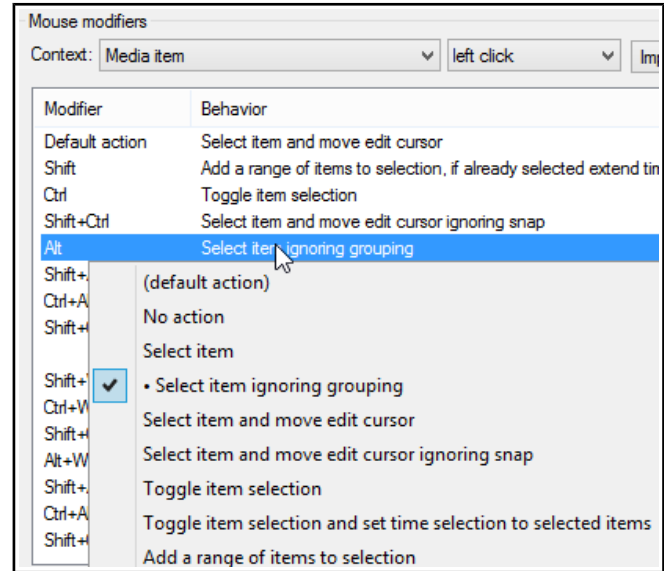 Mouse modifiers
Context: Media item left click
Modifier Behavior
Default action Select item and move edit cursor
Shift Add a range of items to selection, if already selected extend
Ctrl Toggle item selection
Shift+Ctrl Select item and move edit cursor ignoring snap
Alt Select item ignoring grouping
(default action)
No action
Select item
• Select item ignoring grouping
Select item and move edit cursor
Select item and move edit cursor ignoring snap
Toggle item selection
Toggle item selection and set time selection to selected items
Add a range of items to selection